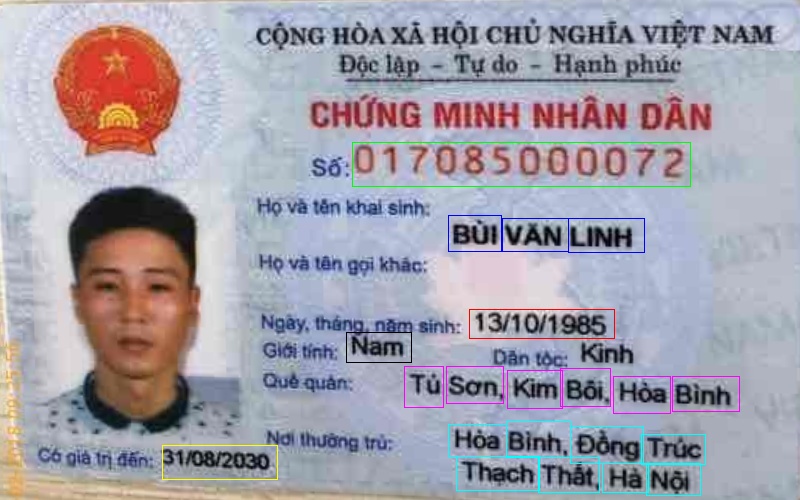 CỘNG HÒA XÃ HỘI CHỦ NGHĨA VIỆT NAM
Độc lập - Tự do - Hạnh phúc
CHỨNG MINH NHÂN DÂN
Số: 017085000072
Họ và tên khai sinh:
BÙI VĂN LINH
Họ và tên gọi khác:
Ngày, tháng, năm sinh: 13/10/1985
Giới tính: Nam Dân tộc: Kinh
Quê quán: Tú Sơn, Kim Bôi, Hòa Bình
Nơi thường trú: Hòa Bình, Đồng Trúc
Thạch Thất, Hà Nội
Có giá trị đến: 31/08/2030